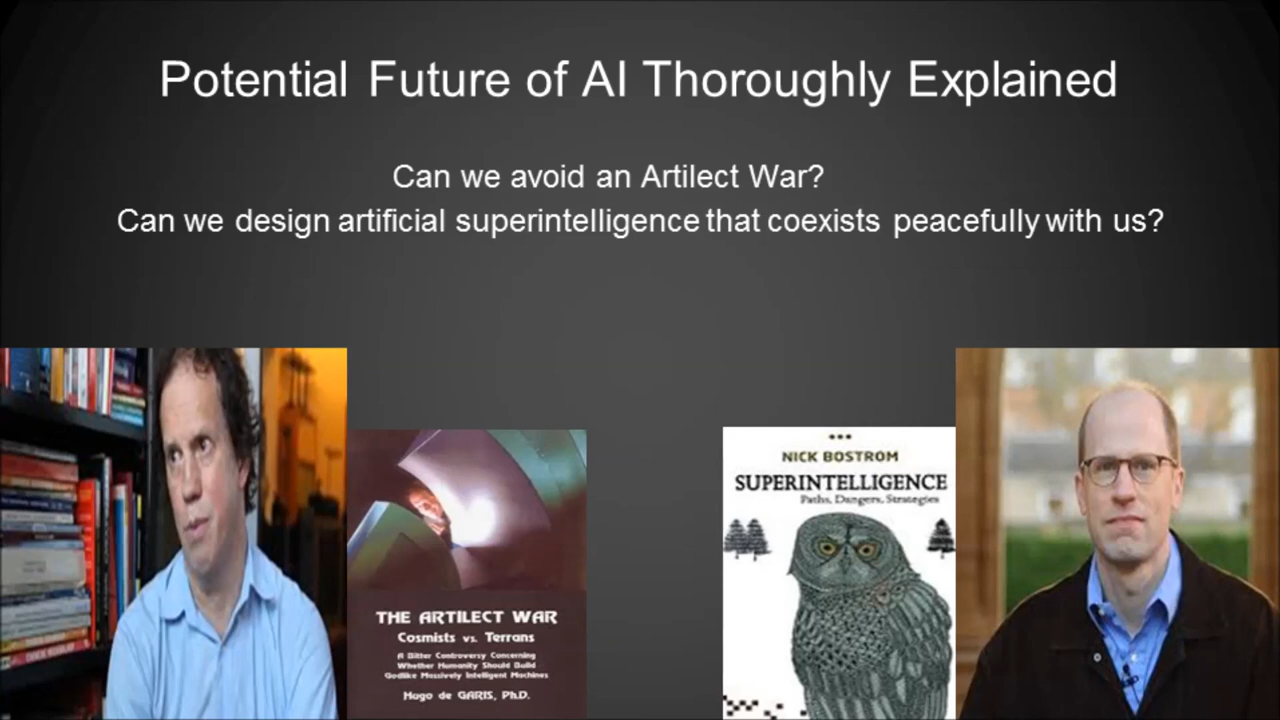 Potential Future of AI Thoroughly Explained
Can we avoid an Artilect War?
Can we design artificial superintelligence that coexists peacefully with us?
THE ARTILECT WAR
Cosmists vs. Terrans
A Bitter Controversy Concerning
Whether Humanity Should Build
Godlike Massively Intelligent Machines
Hugo de GARIS, Ph.D.
NICK BOSTROM
SUPERINTELLIGENCE
Paths, Dangers, Strategies